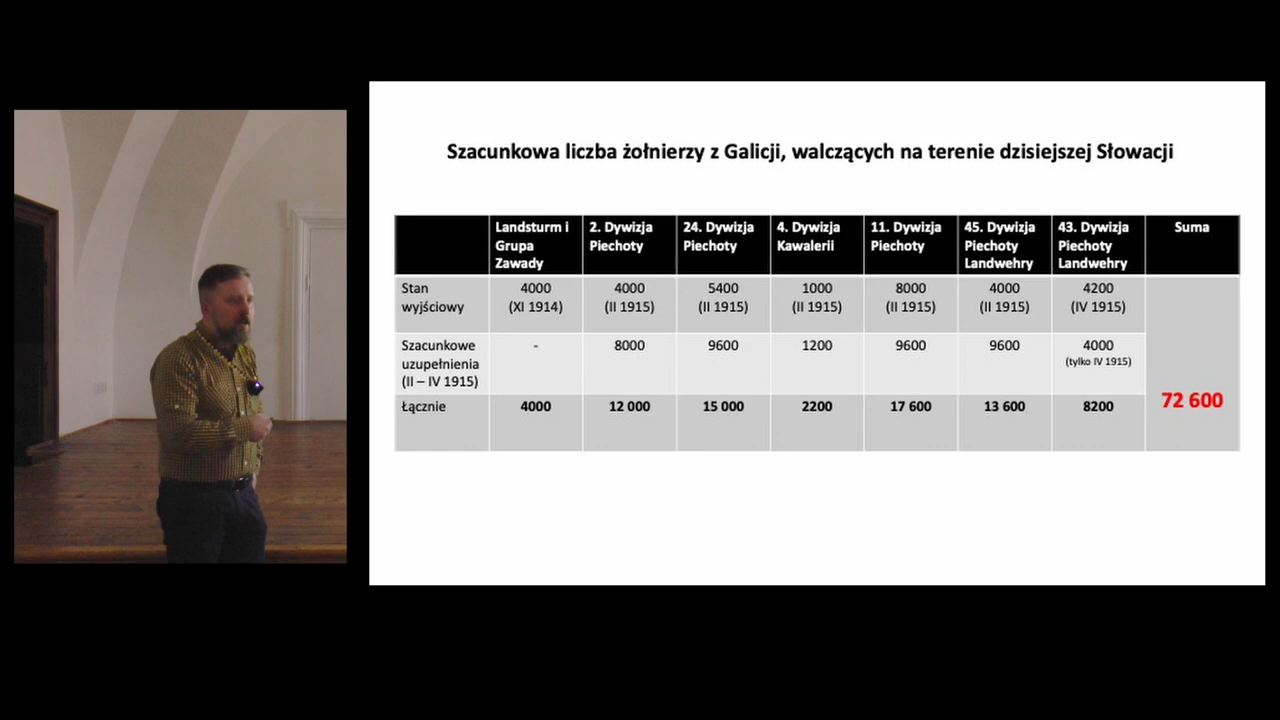 Szacunkowa liczba żołnierzy z Galicji, walczących na terenie dzisiejszej Słowacji
Landsturm i Grupa Zawady
2. Dywizja Piechoty
24. Dywizja Piechoty
4. Dywizja Kawalerii
11. Dywizja Piechoty
45. Dywizja Piechoty Landwehry
43. Dywizja Piechoty Landwehry
Suma
Stan wyjściowy
4000 (XI 1914)
4000 (II 1915)
5400 (II 1915)
1000 (II 1915)
8000 (II 1915)
4000 (II 1915)
4200 (IV 1915)
Szacunkowe uzupełnienia (II – IV 1915)
-
8000
9600
1200
9600
9600
4000 (tylko IV 1915)
Łącznie
4000
12 000
15 000
2200
17 600
13 600
8200
72 600